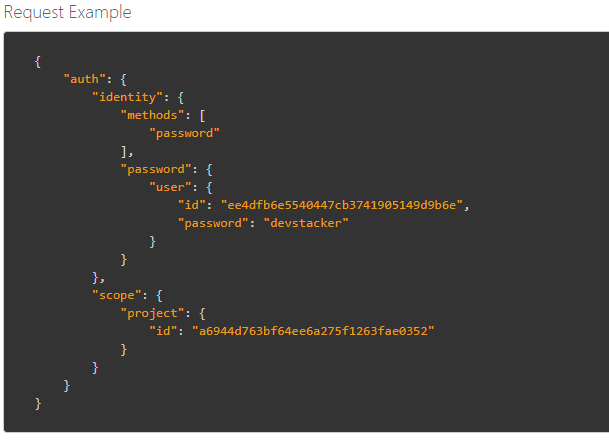 Request Example
{
"auth": {
"identity": {
"methods": [
"password"
],
"password": {
"user": {
"id": "ee4dfb6e5540447cb3741905149d9b6e",
"password": "devstacker"
}
}
},
"scope": {
"project": {
"id": "a6944d763bf64ee6a275f1263fae0352"
}
}
}
}